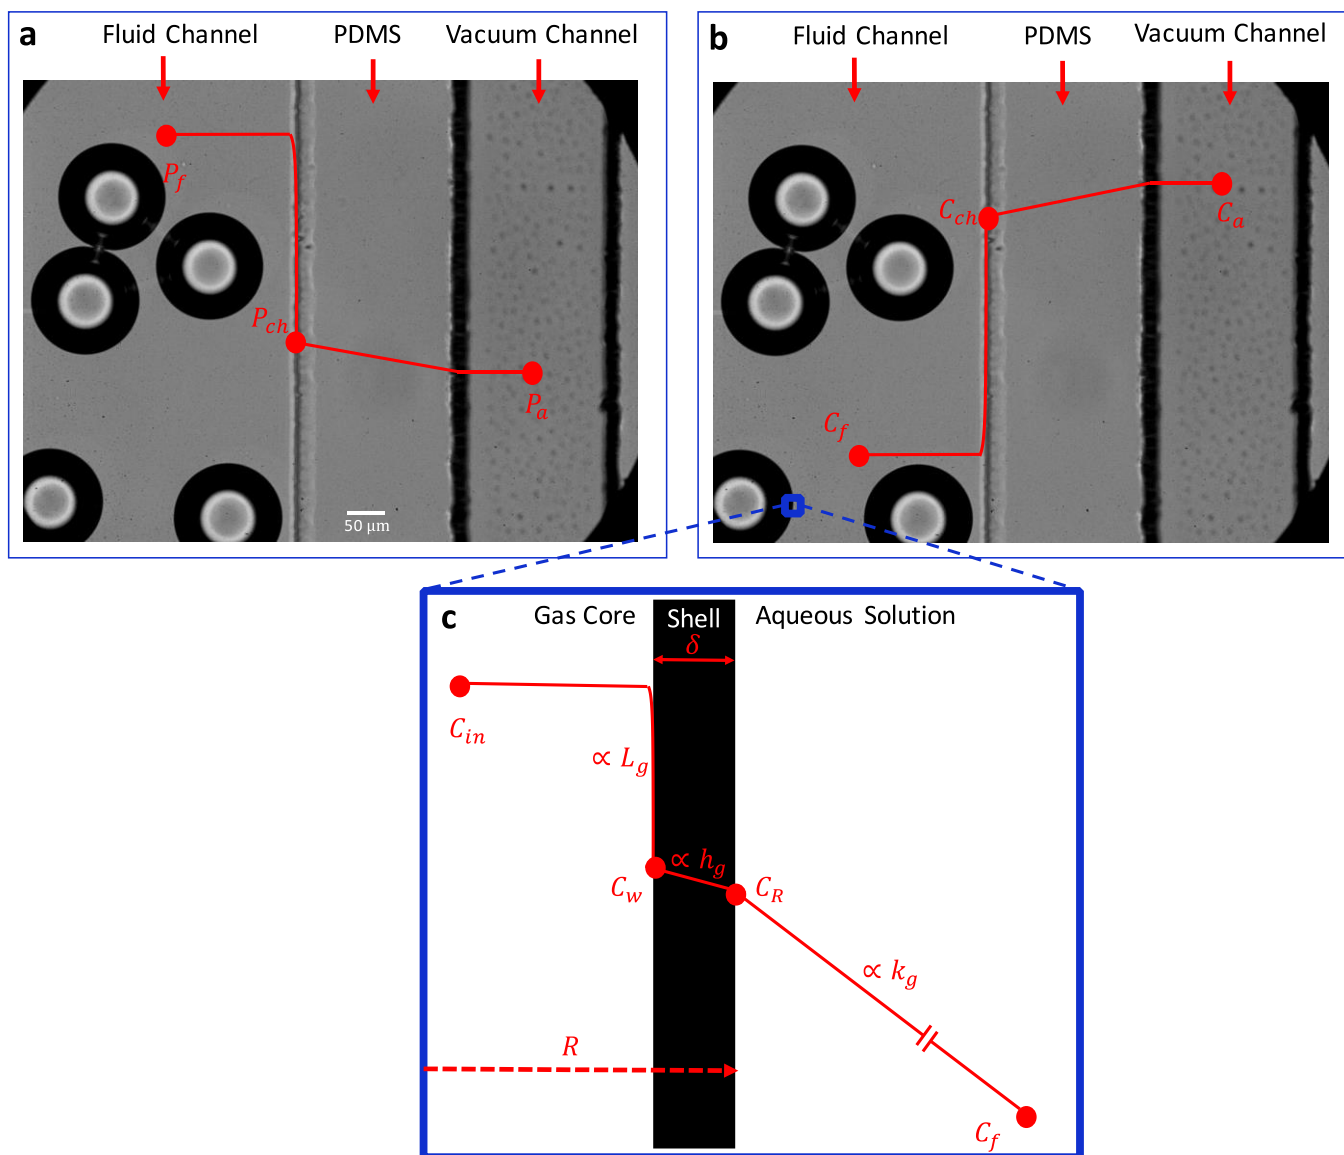 a
Fluid Channel
PDMS
Vacuum Channel
P_f
P_ch
P_a
50 μm
b
Fluid Channel
PDMS
Vacuum Channel
C_ch
C_a
C_f
c
Gas Core
Shell
Aqueous Solution
δ
C_in
∝ L_g
∝ h_g
C_w
C_R
∝ k_g
R
C_f